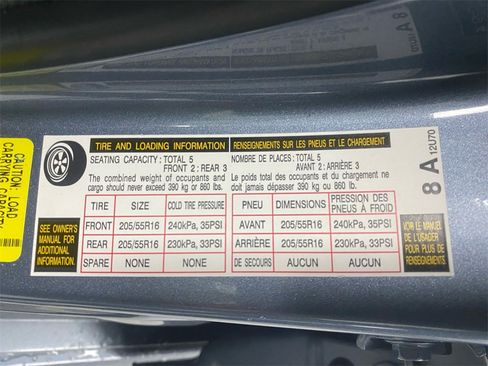 CAUTION: LOAD
CARRYING CAPACITY
TIRE AND LOADING INFORMATION
SEATING CAPACITY: TOTAL 5
FRONT 2 : REAR 3
The combined weight of occupants and
cargo should never exceed 390 kg or 860 lbs.
RENSEIGNEMENTS SUR LES PNEUS ET LE CHARGEMENT
NOMBRE DE PLACES: TOTAL 5
AVANT 2 : ARRIÈRE 3
Le poids total des occupants et du chargement ne
doit jamais dépasser 390 kg ou 860 lb.
SEE OWNER'S
MANUAL FOR
ADDITIONAL
INFORMATION
TIRE SIZE COLD TIRE PRESSURE
FRONT 205/55R16 240kPa, 35PSI
REAR 205/55R16 230kPa, 33PSI
SPARE NONE NONE
PNEU DIMENSIONS PRESSION DES PNEUS À FROID
AVANT 205/55R16 240kPa, 35PSI
ARRIÈRE 205/55R16 230kPa, 33PSI
DE SECOURS AUCUN AUCUN
VOIR LE MANUEL
DE L'USAGER
POUR PLUS DE
RENSEIGNEMENTS
8 A 12U70